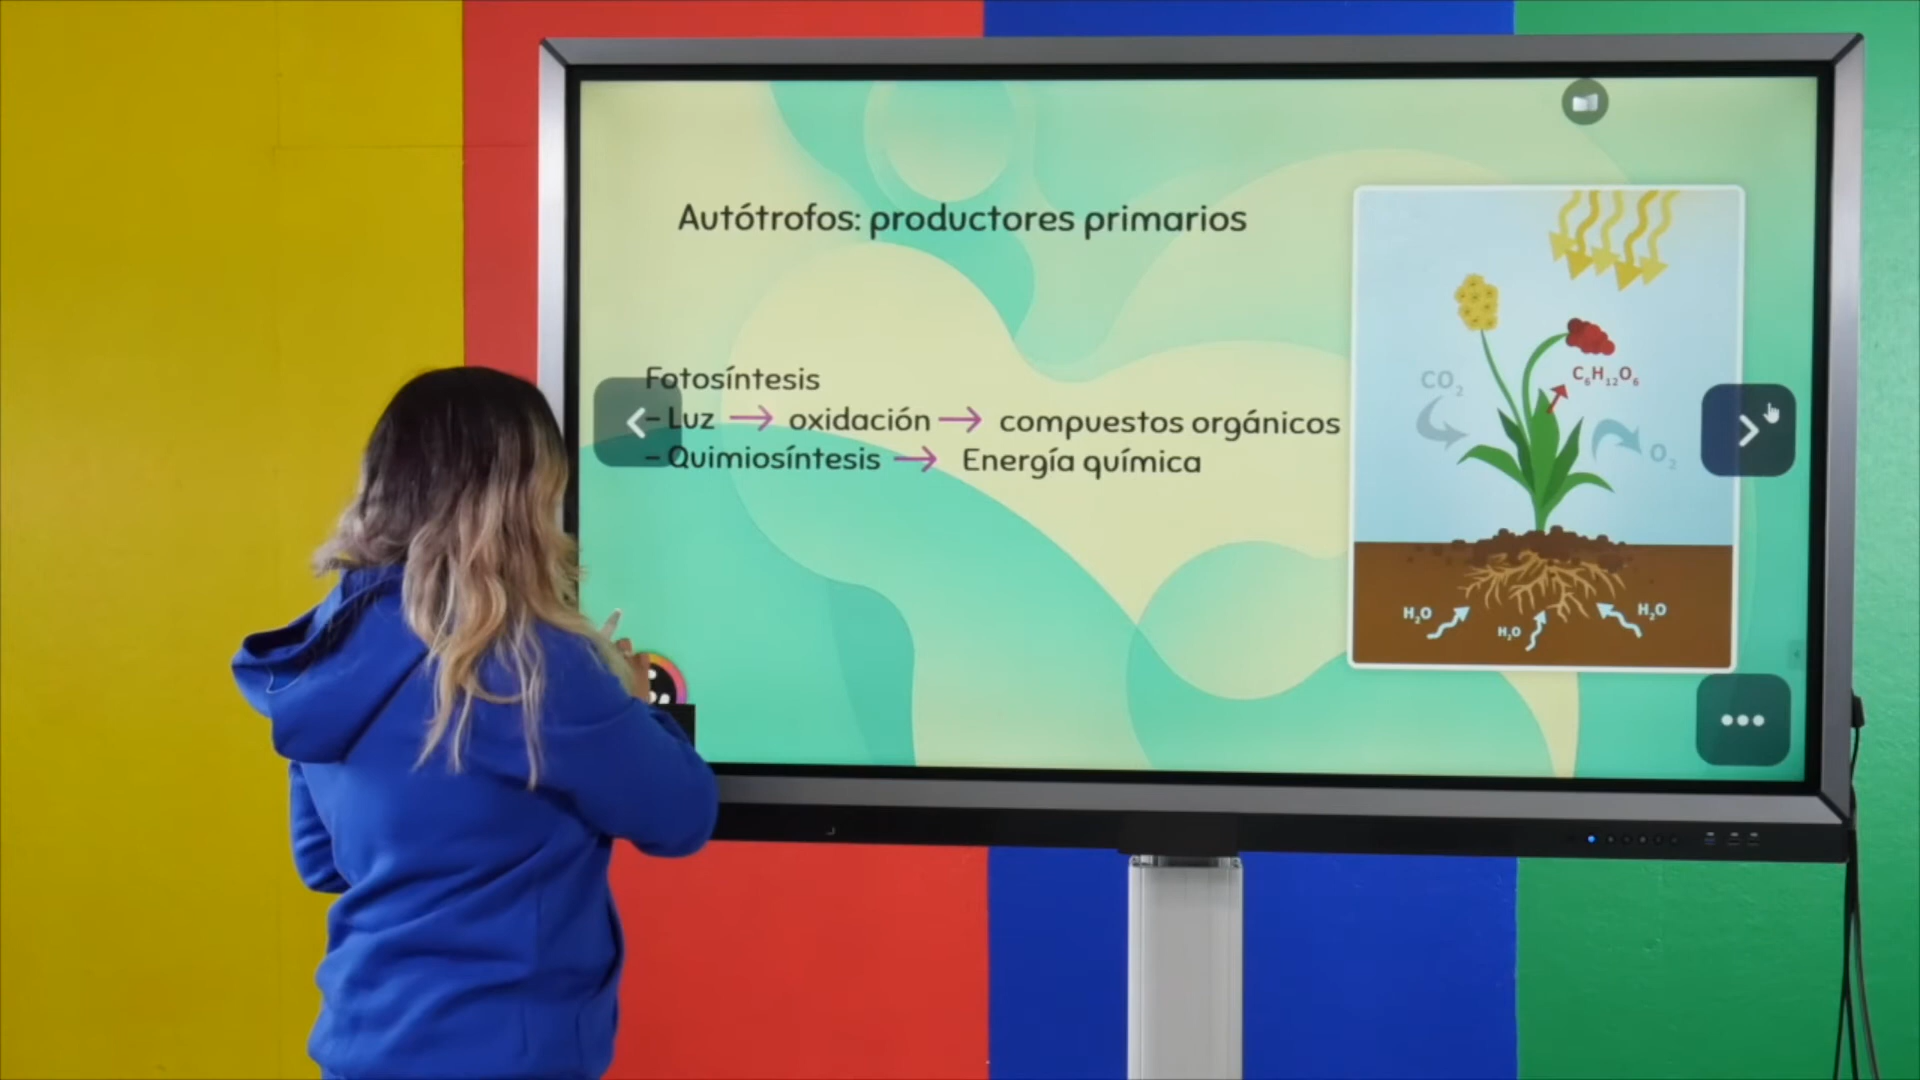 Autótrofos: productores primarios
Fotosíntesis
– Luz → oxidación → compuestos orgánicos
– Quimiosíntesis → Energía química
CO₂
C₆H₁₂O₆
O₂
H₂O
H₂O
H₂O